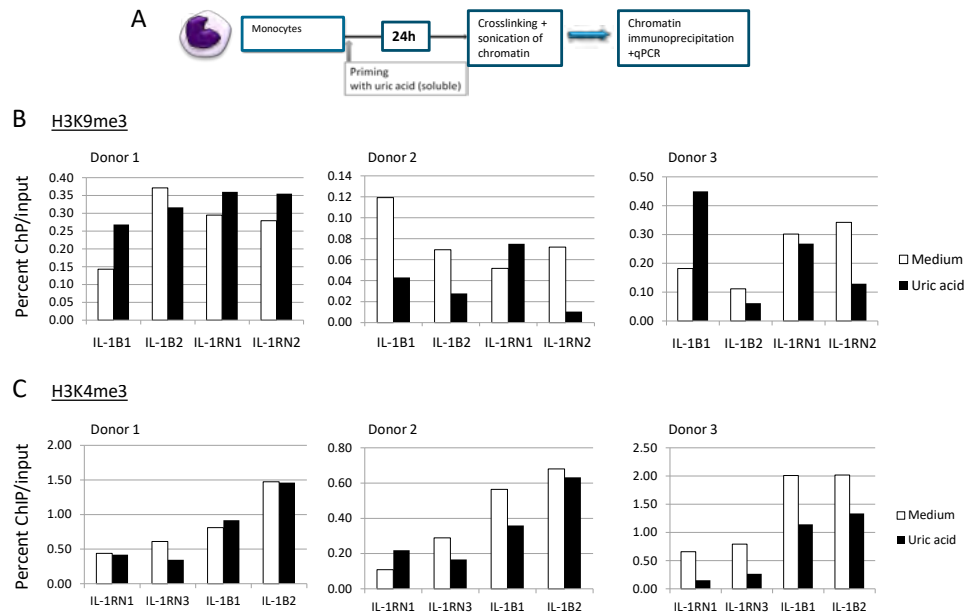 A
Monocytes
24h
Crosslinking +
sonication of
chromatin
Chromatin
immunoprecipitation
+qPCR
Priming
with uric acid (soluble)
B H3K9me3
Donor 1
Donor 2
Donor 3
Percent ChP/input
0.40
0.35
0.30
0.25
0.20
0.15
0.10
0.05
0.00
IL-1B1 IL-1B2 IL-1RN1 IL-1RN2
0.14
0.12
0.10
0.08
0.06
0.04
0.02
0.00
IL-1B1 IL-1B2 IL-1RN1 IL-1RN2
0.50
0.40
0.30
0.20
0.10
0.00
IL-1B1 IL-1B2 IL-1RN1 IL-1RN2
Medium
Uric acid
C H3K4me3
Donor 1
Donor 2
Donor 3
Percent ChIP/input
2.00
1.50
1.00
0.50
0.00
IL-1RN1 IL-1RN3 IL-1B1 IL-1B2
0.80
0.60
0.40
0.20
0.00
IL-1RN1 IL-1RN3 IL-1B1 IL-1B2
2.50
2.00
1.50
1.00
0.50
0.00
IL-1RN1 IL-1RN3 IL-1B1 IL-1B2
Medium
Uric acid